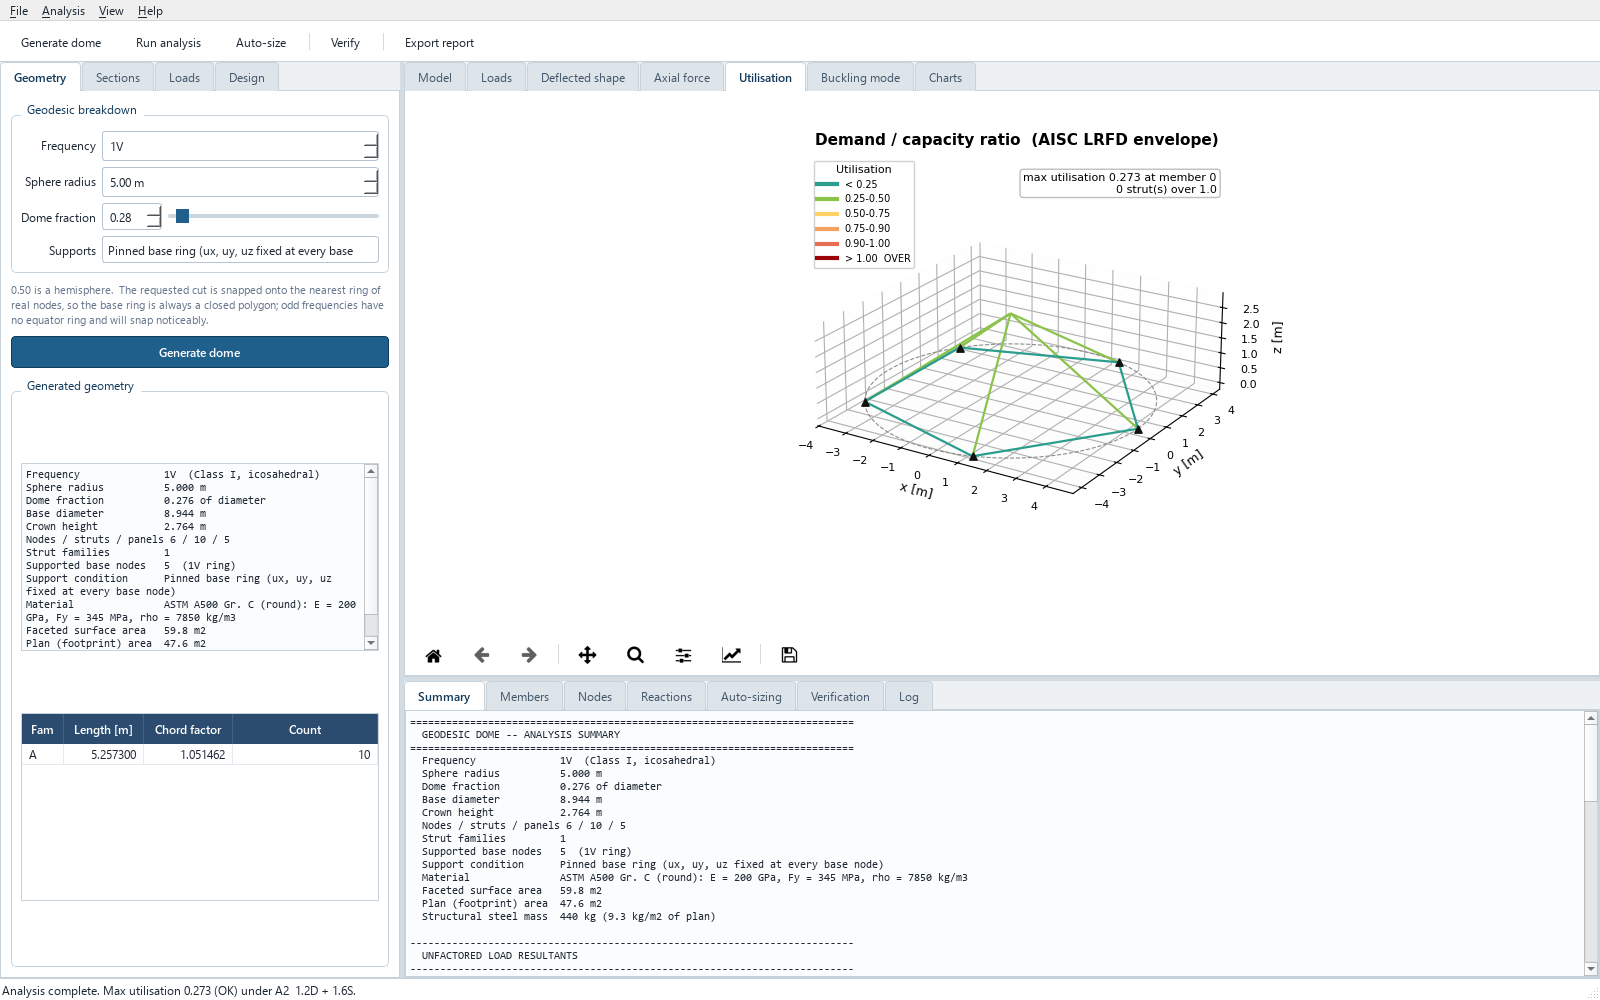 File Analysis View Help
Generate dome Run analysis Auto-size Verify Export report
Geometry Sections Loads Design
Geodesic breakdown
Frequency 1V
Sphere radius 5.00 m
Dome fraction 0.28
Supports Pinned base ring (ux, uy, uz fixed at every base
0.50 is a hemisphere. The requested cut is snapped onto the nearest ring of
real nodes, so the base ring is always a closed polygon; odd frequencies have
no equator ring and will snap noticeably.
Generate dome
Generated geometry
Frequency 1V (Class I, icosahedral)
Sphere radius 5.000 m
Dome fraction 0.276 of diameter
Base diameter 8.944 m
Crown height 2.764 m
Nodes / struts / panels 6 / 10 / 5
Strut families 1
Supported base nodes 5 (1V ring)
Support condition Pinned base ring (ux, uy, uz
fixed at every base node)
Material ASTM A500 Gr. C (round): E = 200
GPa, Fy = 345 MPa, rho = 7850 kg/m3
Faceted surface area 59.8 m2
Plan (footprint) area 47.6 m2
Fam Length [m] Chord factor Count
A 5.257300 1.051462 10
Model Loads Deflected shape Axial force Utilisation Buckling mode Charts
Demand / capacity ratio (AISC LRFD envelope)
Utilisation
< 0.25
0.25-0.50
0.50-0.75
0.75-0.90
0.90-1.00
> 1.00 OVER
max utilisation 0.273 at member 0
0 strut(s) over 1.0
2.5
2.0
1.5
1.0
0.5
0.0
z [m]
−4
−3
−2
−1
0
1
2
3
4
x [m]
−4
−3
−2
−1
0
1
2
3
4
y [m]
Summary Members Nodes Reactions Auto-sizing Verification Log
==========================================================================
GEODESIC DOME -- ANALYSIS SUMMARY
==========================================================================
Frequency 1V (Class I, icosahedral)
Sphere radius 5.000 m
Dome fraction 0.276 of diameter
Base diameter 8.944 m
Crown height 2.764 m
Nodes / struts / panels 6 / 10 / 5
Strut families 1
Supported base nodes 5 (1V ring)
Support condition Pinned base ring (ux, uy, uz fixed at every base node)
Material ASTM A500 Gr. C (round): E = 200 GPa, Fy = 345 MPa, rho = 7850 kg/m3
Faceted surface area 59.8 m2
Plan (footprint) area 47.6 m2
Structural steel mass 440 kg (9.3 kg/m2 of plan)
--------------------------------------------------------------------------
UNFACTORED LOAD RESULTANTS
--------------------------------------------------------------------------
Analysis complete. Max utilisation 0.273 (OK) under A2 1.2D + 1.6S.